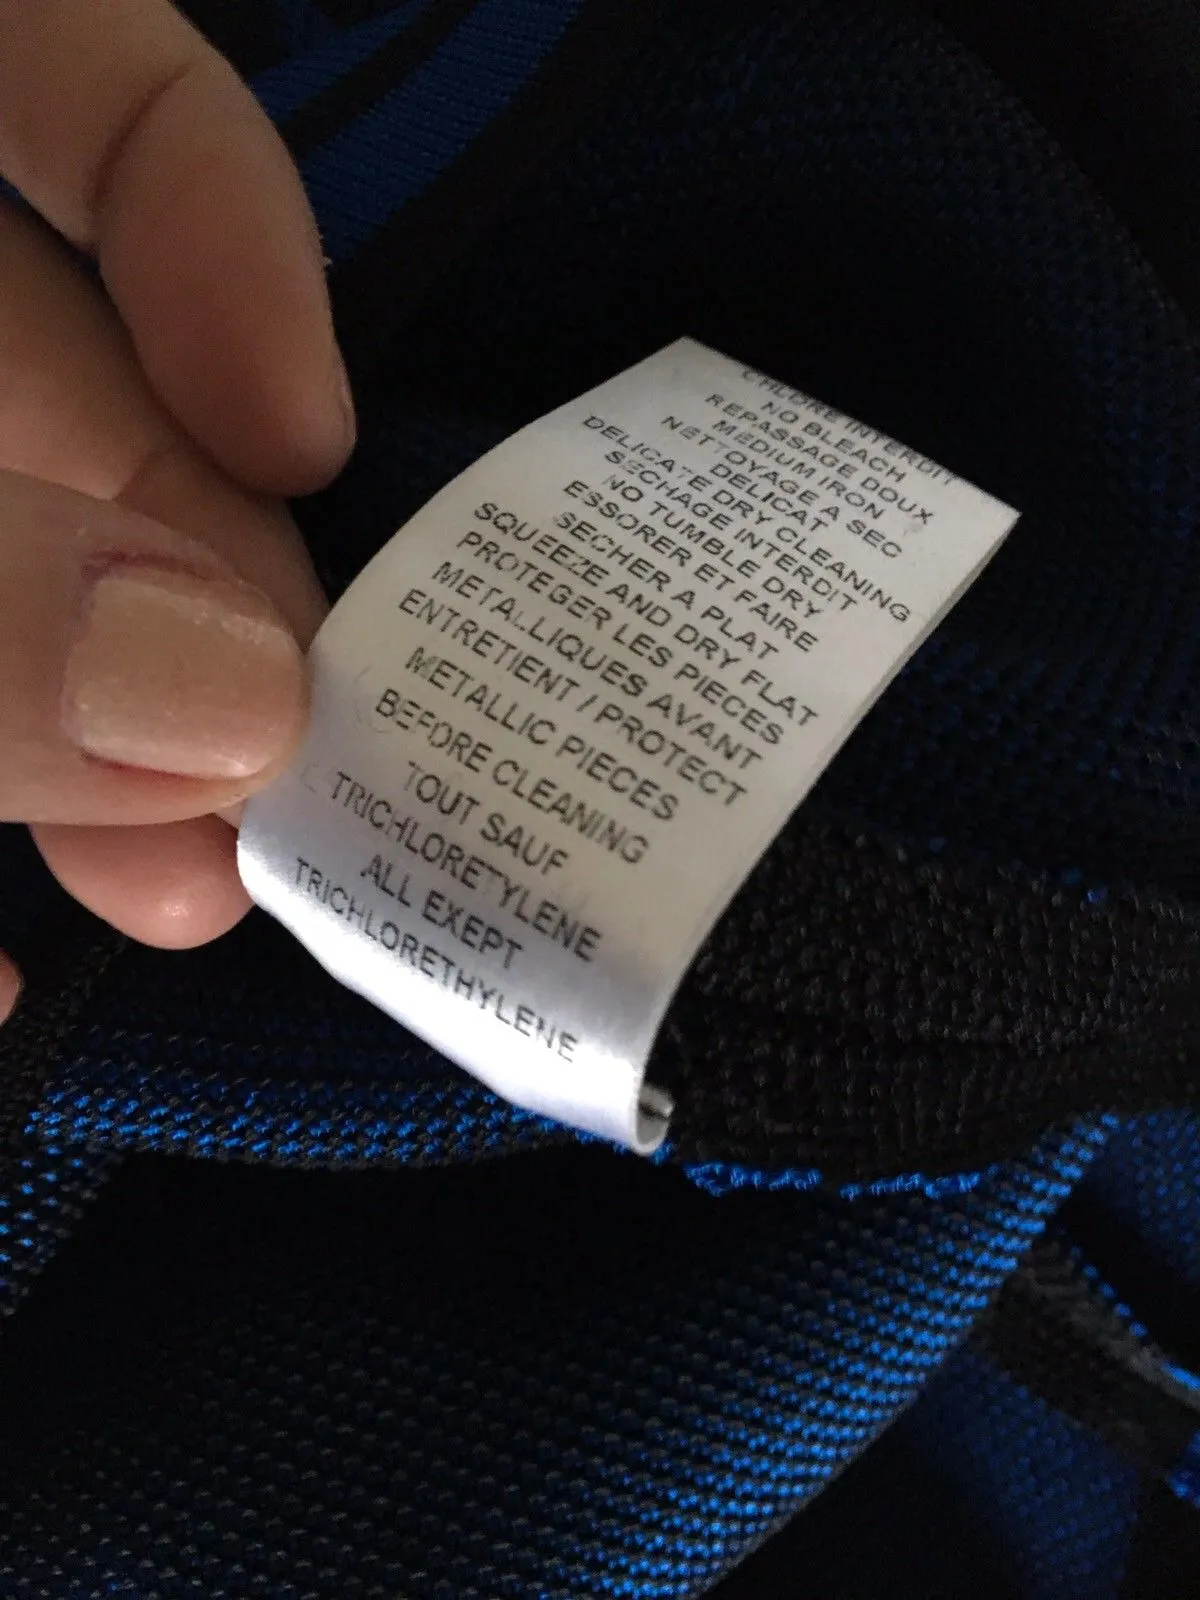 CHLORE INTERDIT
NO BLEACH
REPASSAGE DOUX
MEDIUM IRON
NETTOYAGE A SEC
DELICAT
DELICATE DRY CLEANING
SECHAGE INTERDIT
NO TUMBLE DRY
ESSORER ET FAIRE
SECHER A PLAT
SQUEEZE AND DRY FLAT
PROTEGER LES PIECES
METALLIQUES AVANT
ENTRETIENT / PROTECT
METALLIC PIECES
BEFORE CLEANING
TOUT SAUF
TRICHLORETYLENE
ALL EXEPT
TRICHLORETHYLENE